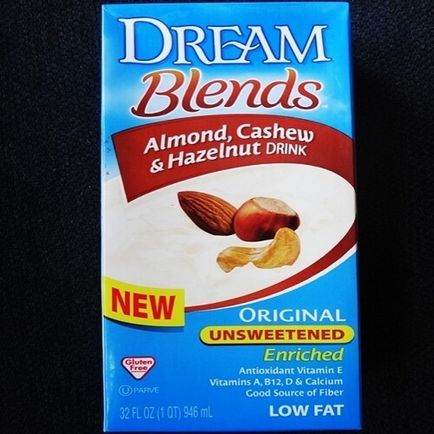 DREAM
Blends™
Almond, Cashew
& Hazelnut DRINK
NEW
ORIGINAL
UNSWEETENED
Enriched
Antioxidant Vitamin E
Vitamins A, B12, D & Calcium
Good Source of Fiber
LOW FAT
Gluten
Free
U PARVE
32 FL OZ (1 QT) 946 mL